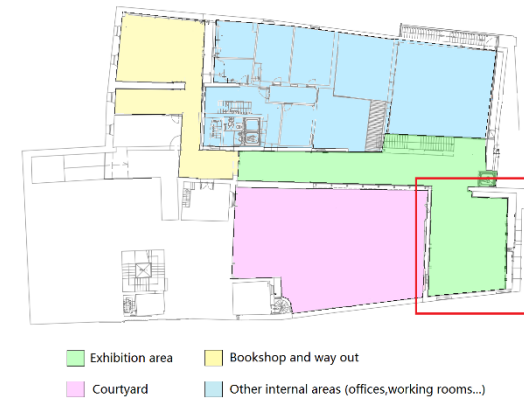 Exhibition area
Bookshop and way out
Courtyard
Other internal areas (offices,working rooms...)